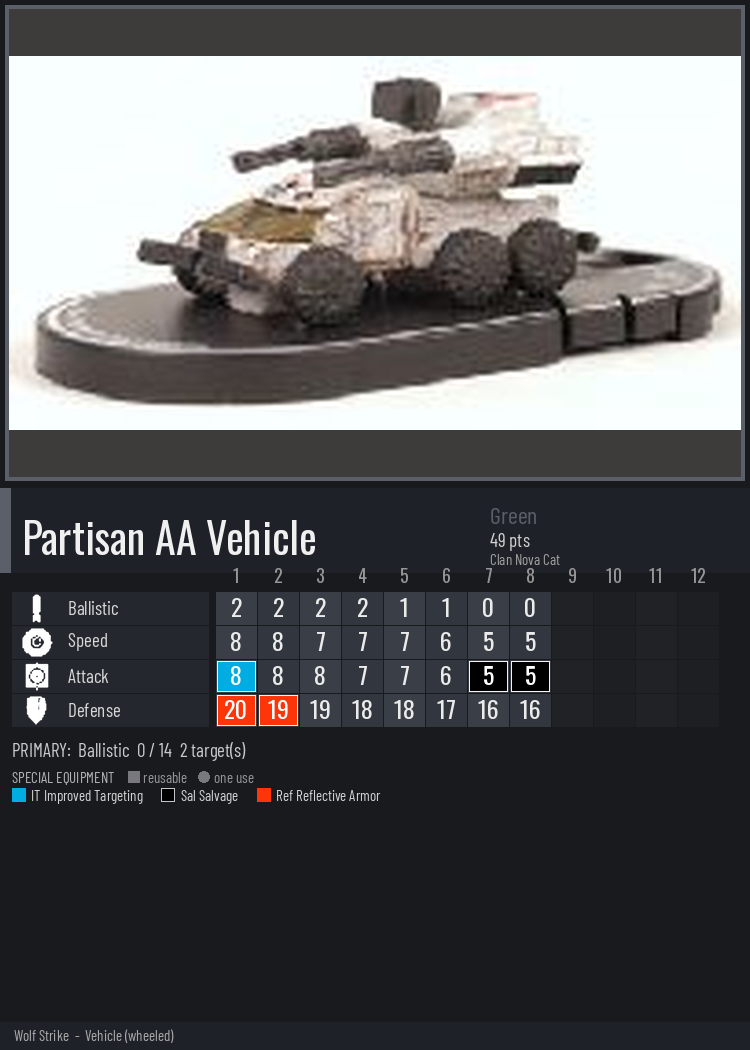 Partisan AA Vehicle
Green
49 pts
Clan Nova Cat
1 2 3 4 5 6 7 8 9 10 11 12
Ballistic 2 2 2 2 1 1 0 0
Speed 8 8 7 7 7 6 5 5
Attack 8 8 8 7 7 6 5 5
Defense 20 19 19 18 18 17 16 16
PRIMARY: Ballistic 0 / 14 2 target(s)
SPECIAL EQUIPMENT reusable one use
IT Improved Targeting Sal Salvage Ref Reflective Armor
Wolf Strike - Vehicle (wheeled)